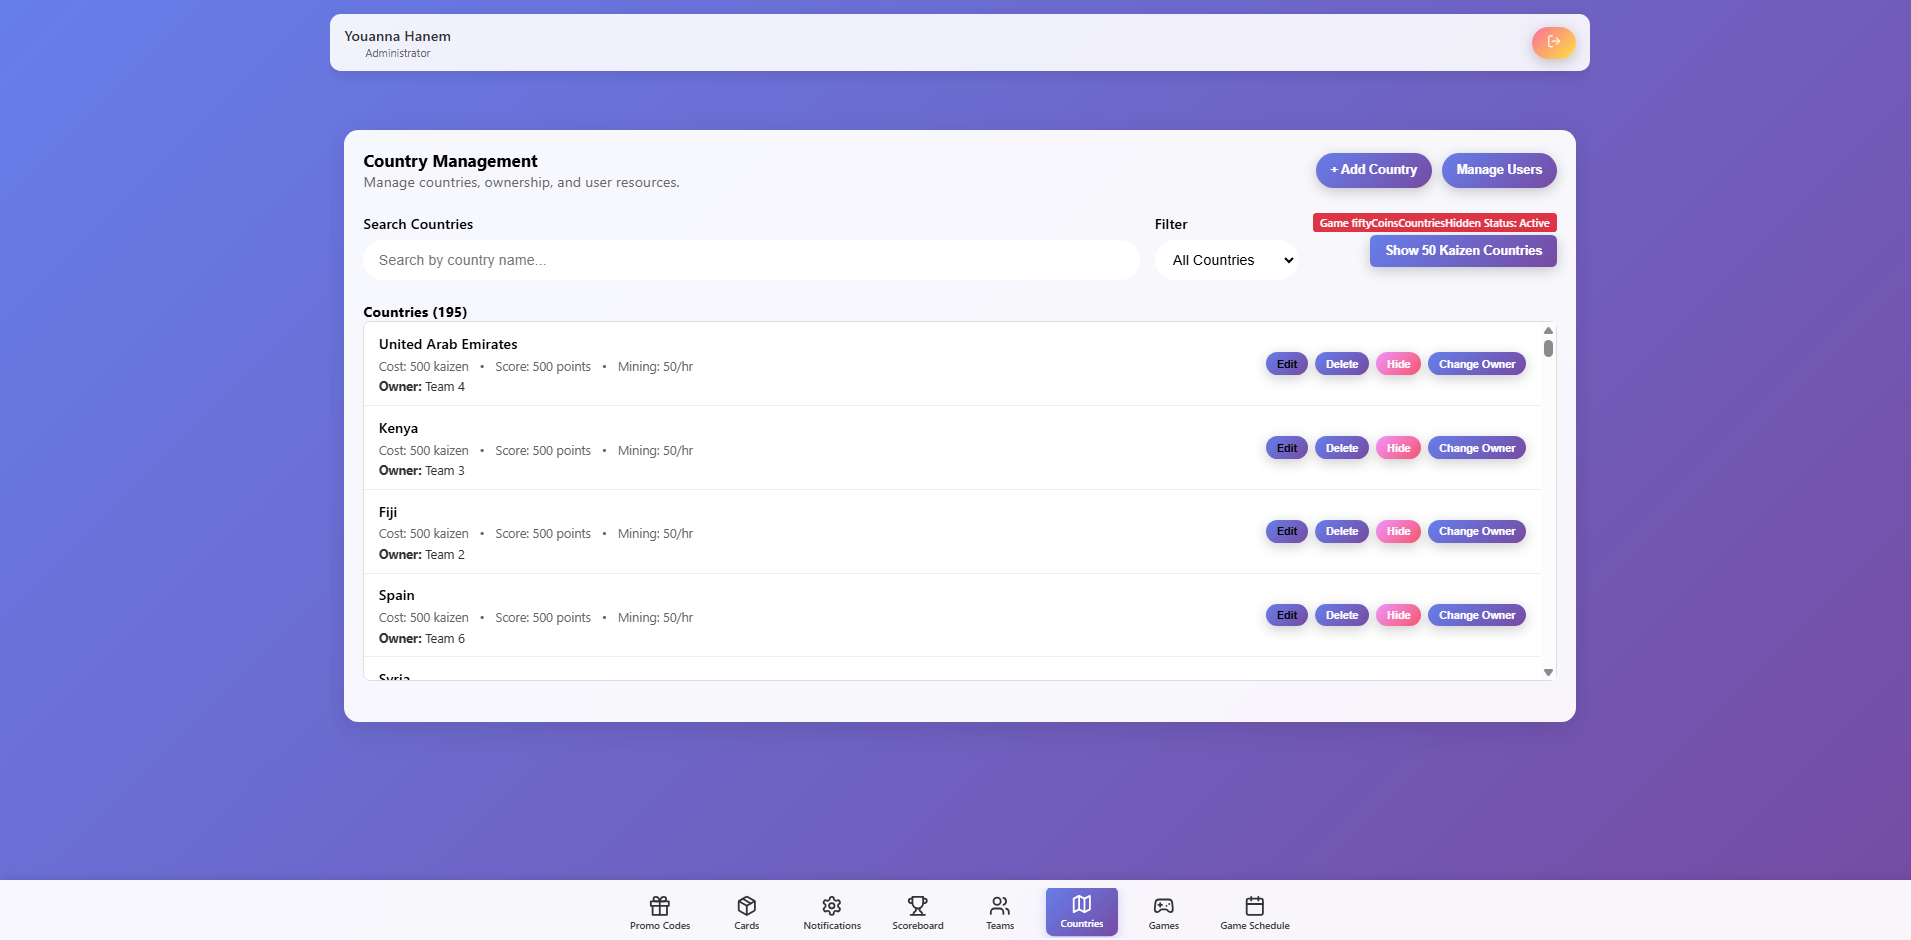 Youanna Hanem
Administrator
Country Management
Manage countries, ownership, and user resources.
+ Add Country
Manage Users
Search Countries
Search by country name...
Filter
All Countries
Game fiftyCoinsCountriesHidden Status: Active
Show 50 Kaizen Countries
Countries (195)
United Arab Emirates
Cost: 500 kaizen • Score: 500 points • Mining: 50/hr
Owner: Team 4
Edit Delete Hide Change Owner
Kenya
Cost: 500 kaizen • Score: 500 points • Mining: 50/hr
Owner: Team 3
Edit Delete Hide Change Owner
Fiji
Cost: 500 kaizen • Score: 500 points • Mining: 50/hr
Owner: Team 2
Edit Delete Hide Change Owner
Spain
Cost: 500 kaizen • Score: 500 points • Mining: 50/hr
Owner: Team 6
Edit Delete Hide Change Owner
Syria
Promo Codes Cards Notifications Scoreboard Teams Countries Games Game Schedule